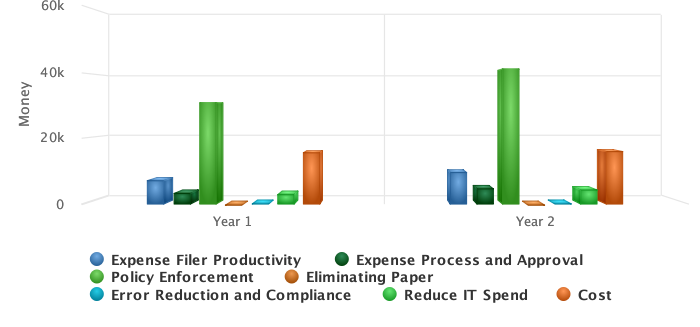 60k
40k
20k
0
Money
Year 1
Year 2
Expense Filer Productivity
Expense Process and Approval
Policy Enforcement
Eliminating Paper
Error Reduction and Compliance
Reduce IT Spend
Cost